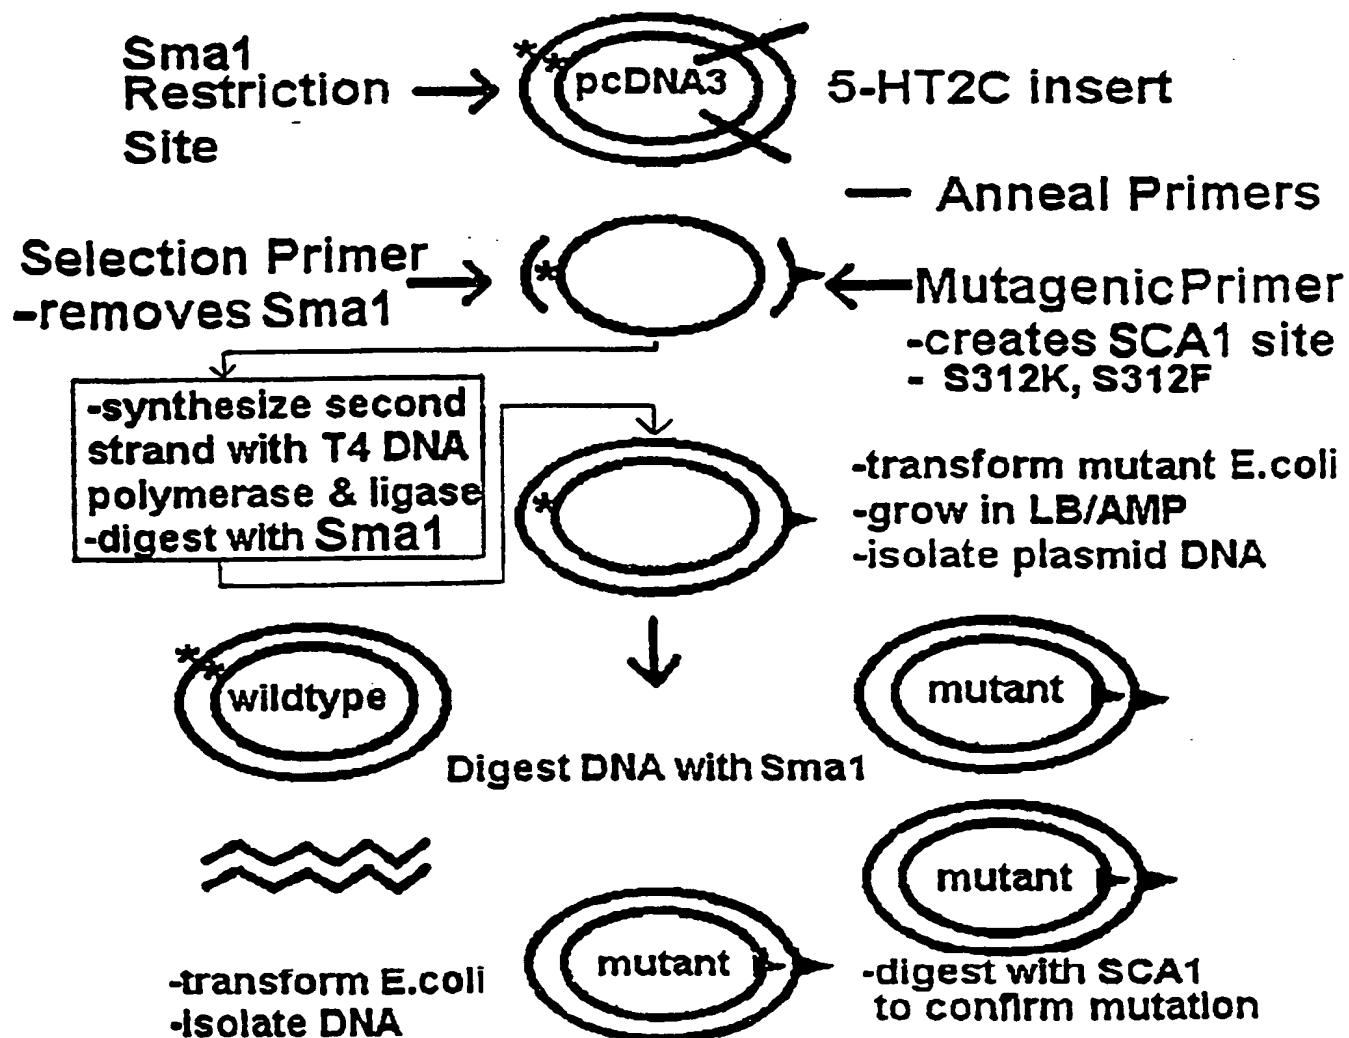 Sma1
Restriction
Site
pcDNA3
5-HT2C insert
Anneal Primers
Selection Primer
-removes Sma1
Mutagenic Primer
-creates SCA1 site
- S312K, S312F
-synthesize second
strand with T4 DNA
polymerase & ligase
-digest with Sma1
-transform mutant E.coli
-grow in LB/AMP
-isolate plasmid DNA
wildtype
mutant
Digest DNA with Sma1
mutant
mutant
-transform E.coli
-isolate DNA
-digest with SCA1
to confirm mutation